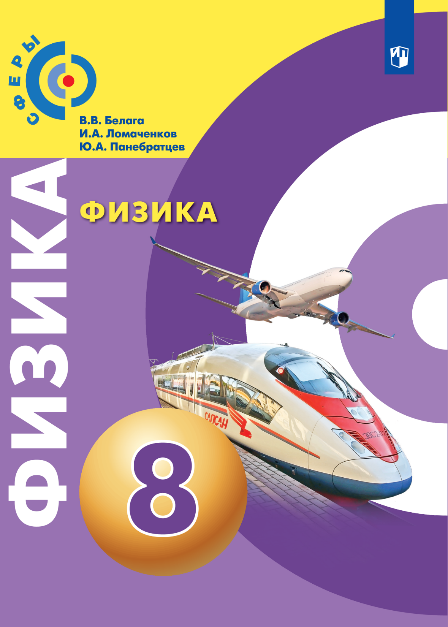 СФЕРЫ
В.В. Белага
И.А. Ломаченков
Ю.А. Панебратцев
ФИЗИКА
ФИЗИКА
САПСАН
8